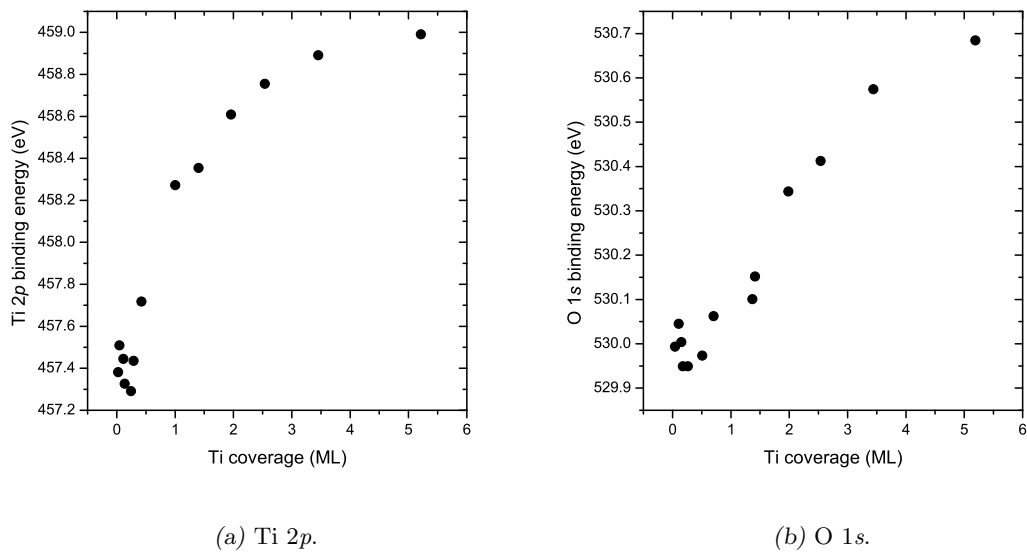 459.0
458.8
458.6
458.4
458.2
458.0
457.8
457.6
457.4
457.2
Ti 2p binding energy (eV)
0 1 2 3 4 5 6
Ti coverage (ML)
(a) Ti 2p.
530.7
530.6
530.5
530.4
530.3
530.2
530.1
530.0
529.9
O 1s binding energy (eV)
0 1 2 3 4 5 6
Ti coverage (ML)
(b) O 1s.